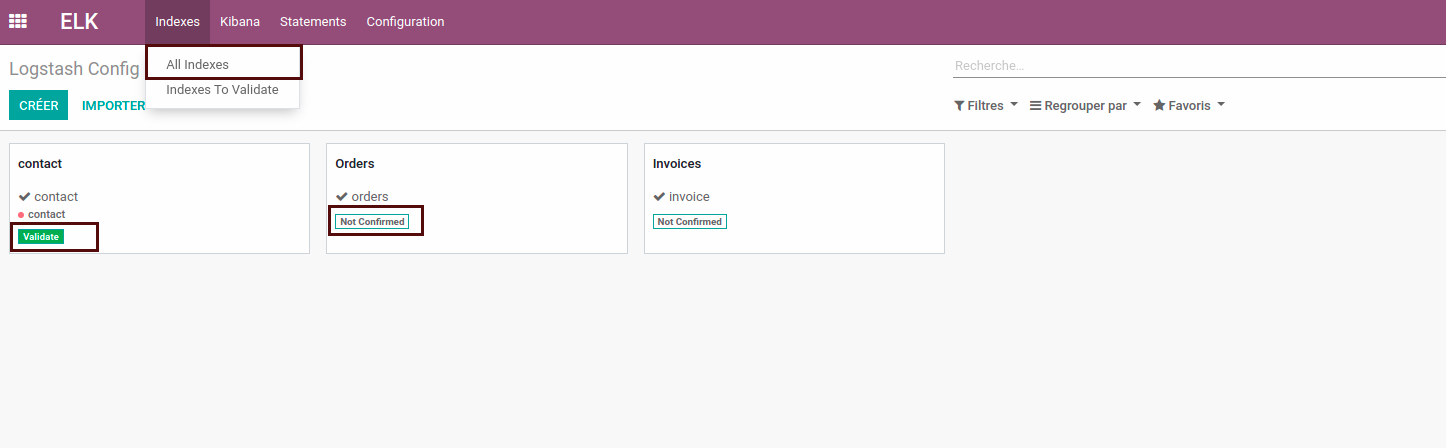 ELK Indexes Kibana Statements Configuration
All Indexes
Indexes To Validate
Logstash Config
Recherche...
CRÉER IMPORTER
Filtres Regrouper par Favoris
contact
contact
contact
Validate
Orders
orders
Not Confirmed
Invoices
invoice
Not Confirmed